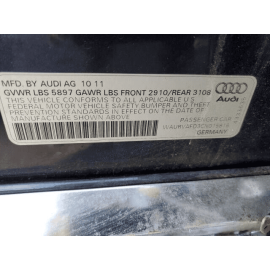 MFD. BY AUDI AG 10-11
GVWR LBS 5897 GAWR LBS FRONT 2910/REAR 3108
THIS VEHICLE CONFORMS TO ALL APPLICABLE U.S.
FEDERAL MOTOR VEHICLE SAFETY BUMPER AND THEFT
PREVENTION STANDARDS IN EFFECT ON THE DATE OF
MANUFACTURE SHOWN ABOVE
Audi
PASSENGER CAR
GERMANY